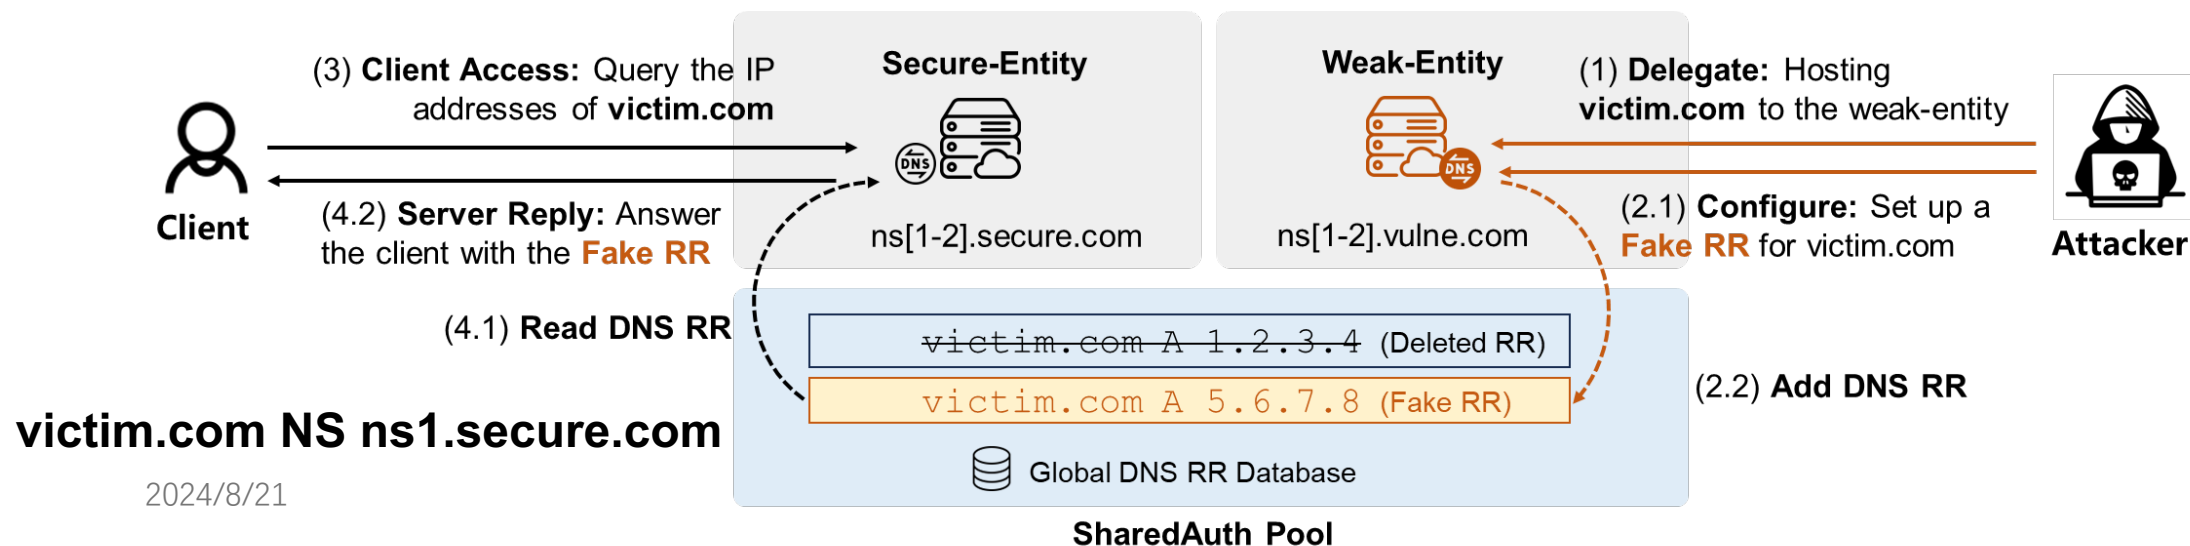 (3) Client Access: Query the IP
addresses of victim.com
Client
(4.2) Server Reply: Answer
the client with the Fake RR
Secure-Entity
DNS
ns[1-2].secure.com
Weak-Entity
DNS
ns[1-2].vulne.com
(1) Delegate: Hosting
victim.com to the weak-entity
(2.1) Configure: Set up a
Fake RR for victim.com
Attacker
(4.1) Read DNS RR
victim.com A 1.2.3.4 (Deleted RR)
victim.com A 5.6.7.8 (Fake RR)
(2.2) Add DNS RR
Global DNS RR Database
SharedAuth Pool
victim.com NS ns1.secure.com
2024/8/21